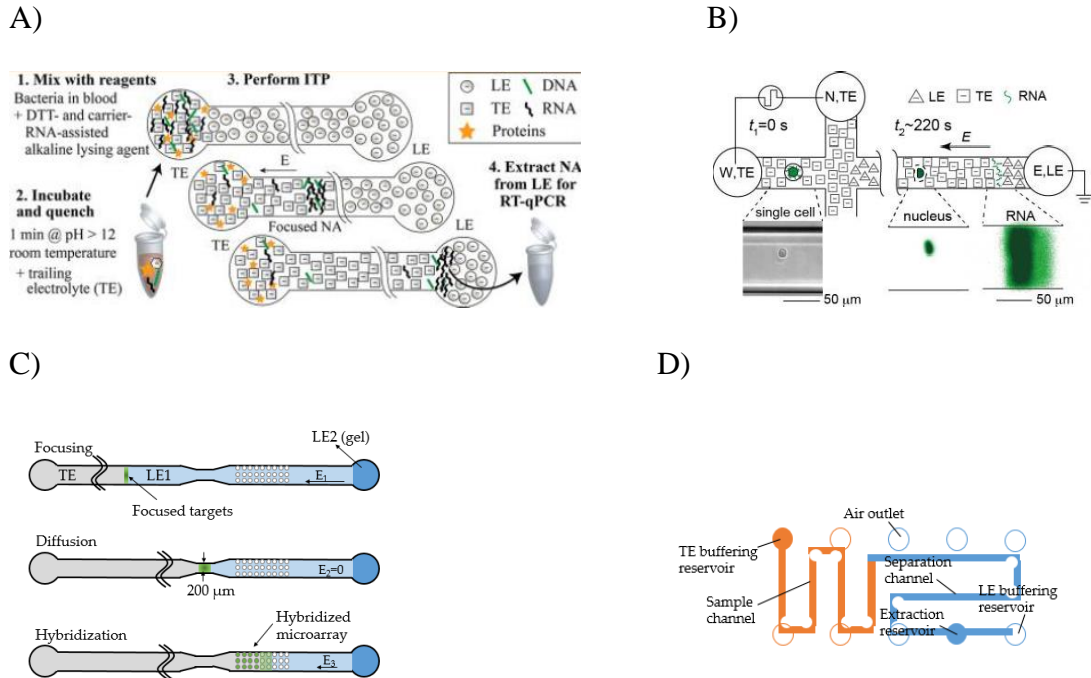 A)
1. Mix with reagents
Bacteria in blood
+ DTT- and carrier-
RNA-assisted
alkaline lysing agent
2. Incubate
and quench
1 min @ pH > 12
room temperature
+ trailing
electrolyte (TE)
3. Perform ITP
LE
DNA
TE
RNA
Proteins
TE
LE
E
TE
Focused NA
LE
TE
LE
4. Extract NA
from LE for
RT-qPCR
B)
N,TE
LE
TE
RNA
t1=0 s
t2~220 s
E
W,TE
E,LE
single cell
nucleus
RNA
50 μm
50 μm
C)
Focusing
LE2 (gel)
TE
LE1
E1
Focused targets
Diffusion
E2=0
200 μm
Hybridization
Hybridized
microarray
E3
D)
Air outlet
TE buffering
reservoir
Separation
channel
LE buffering
reservoir
Sample
channel
Extraction
reservoir